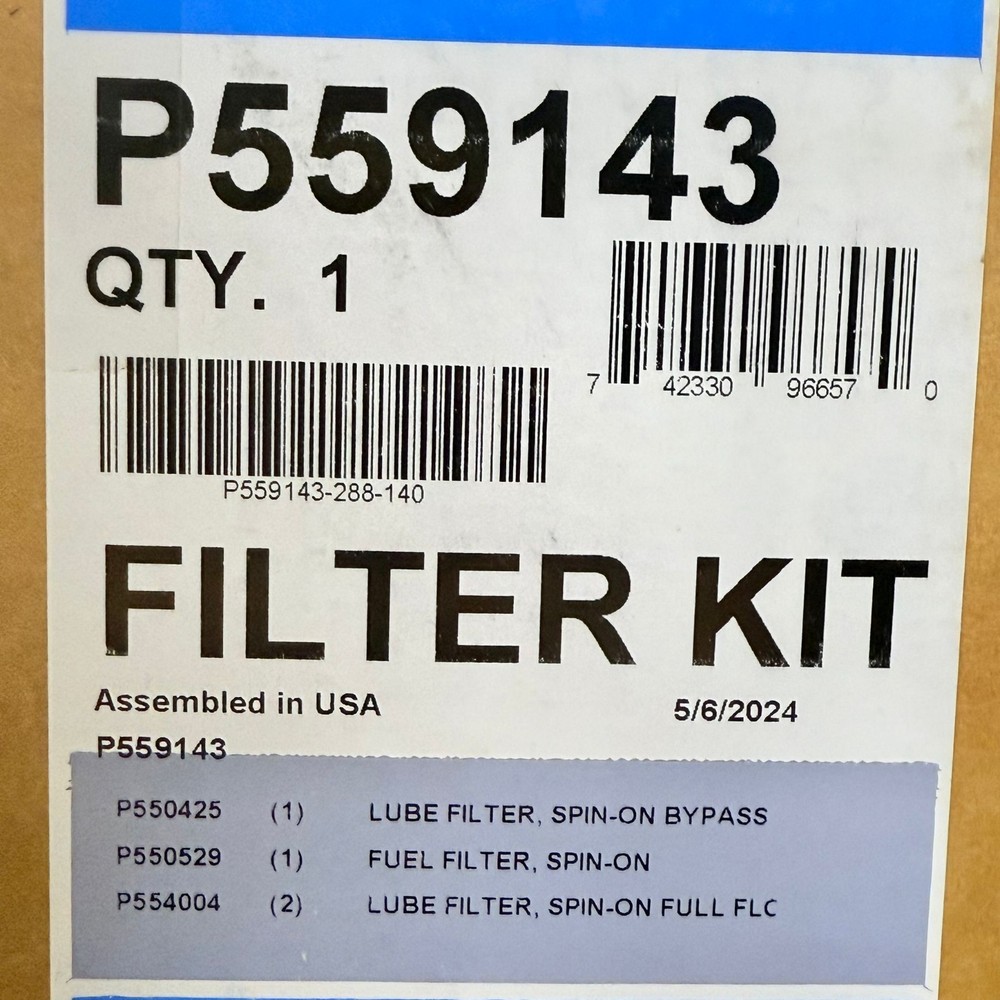 P559143
QTY. 1
7 42330 96657 0
P559143-288-140
FILTER KIT
Assembled in USA 5/6/2024
P559143
P550425 (1) LUBE FILTER, SPIN-ON BYPASS
P550529 (1) FUEL FILTER, SPIN-ON
P554004 (2) LUBE FILTER, SPIN-ON FULL FLC